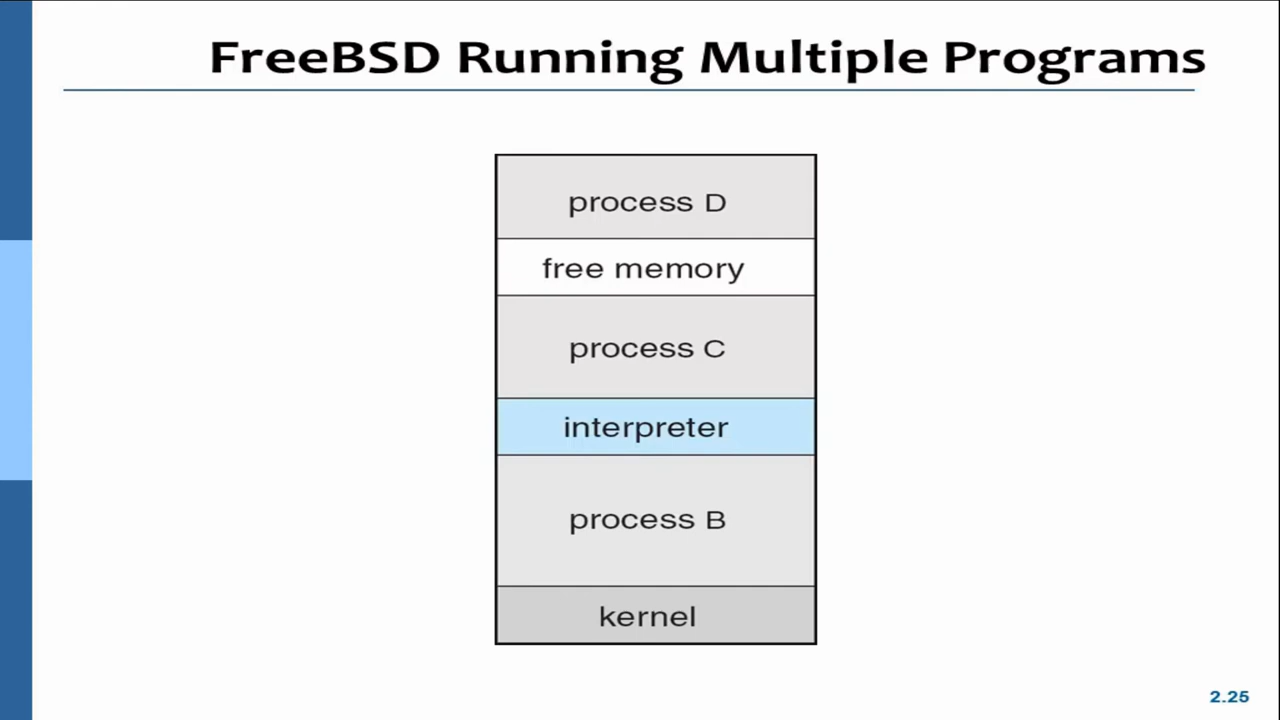 FreeBSD Running Multiple Programs
process D
free memory
process C
interpreter
process B
kernel
2.25